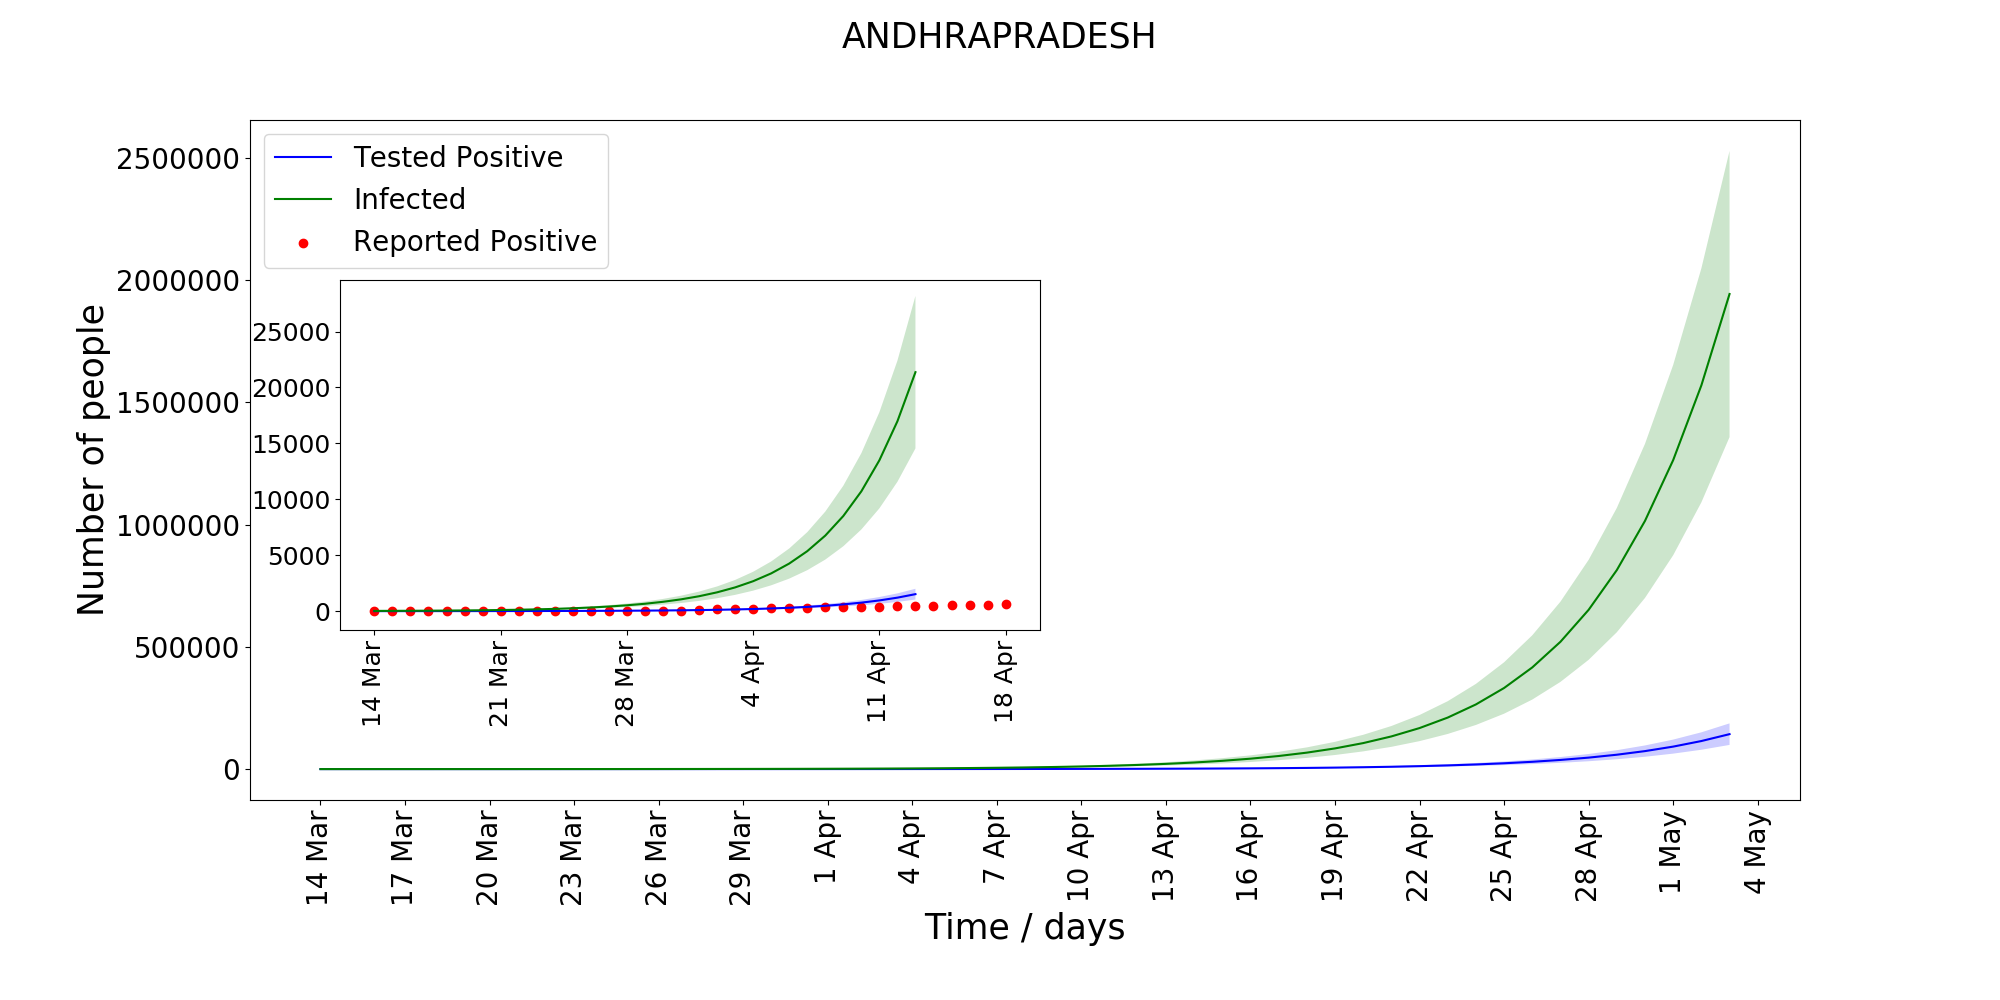 ANDHRAPRADESH
Tested Positive
Infected
Reported Positive
Number of people
2500000
2000000
1500000
1000000
500000
0
25000
20000
15000
10000
5000
0
14 Mar
21 Mar
28 Mar
4 Apr
11 Apr
18 Apr
14 Mar
17 Mar
20 Mar
23 Mar
26 Mar
29 Mar
1 Apr
4 Apr
7 Apr
10 Apr
13 Apr
16 Apr
19 Apr
22 Apr
25 Apr
28 Apr
1 May
4 May
Time / days